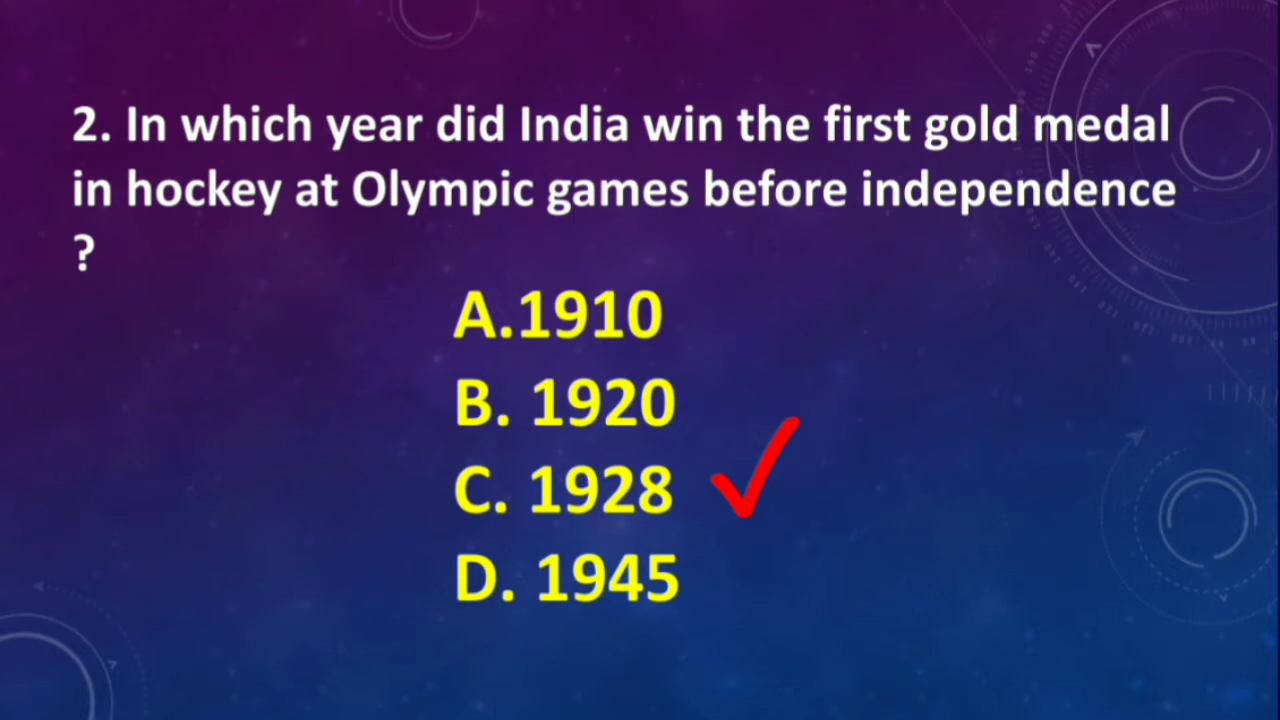 2. In which year did India win the first gold medal
in hockey at Olympic games before independence
?
A.1910
B. 1920
C. 1928
D. 1945